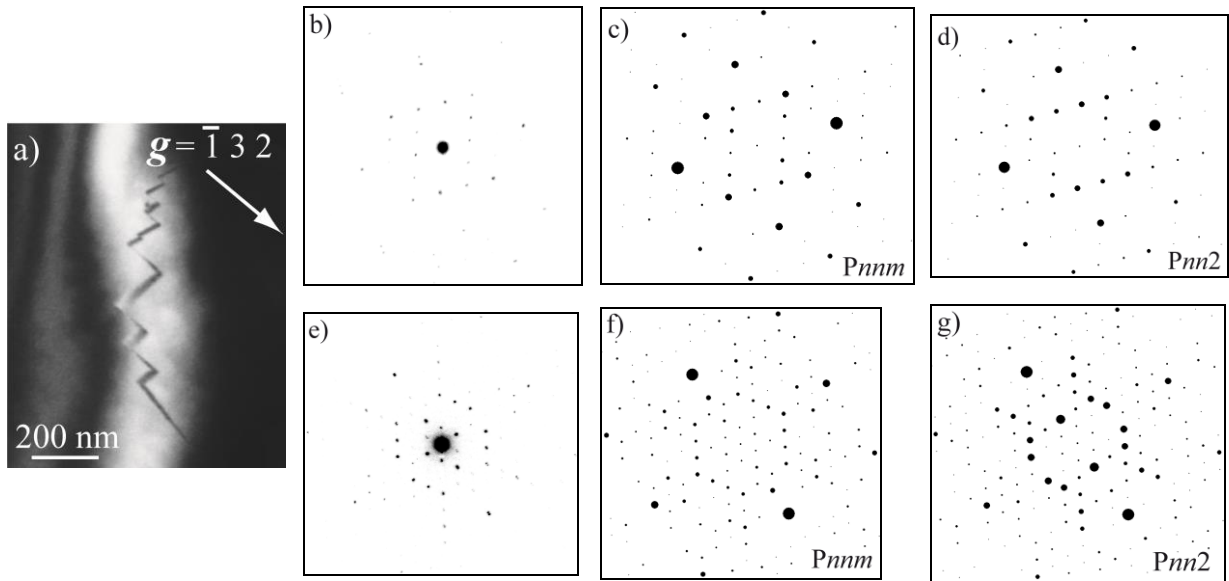 a)
g = 1̅ 3 2
200 nm
b)
c)
Pnnm
d)
Pnn2
e)
f)
Pnnm
g)
Pnn2